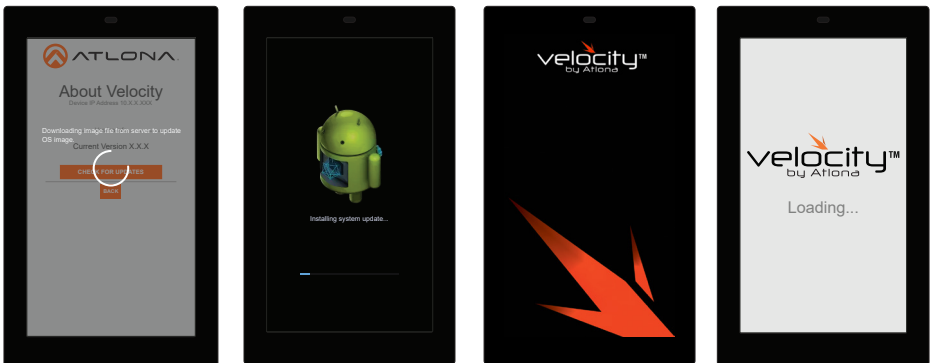 ATLONA.
About Velocity
Device IP Address 10.X.X.XXX
Downloading image file from server to update
OS image.
Current Version X.X.X
CHECK FOR UPDATES
BACK
Installing system update...
velocity™
by Atlona
velocity™
by Atlona
Loading...